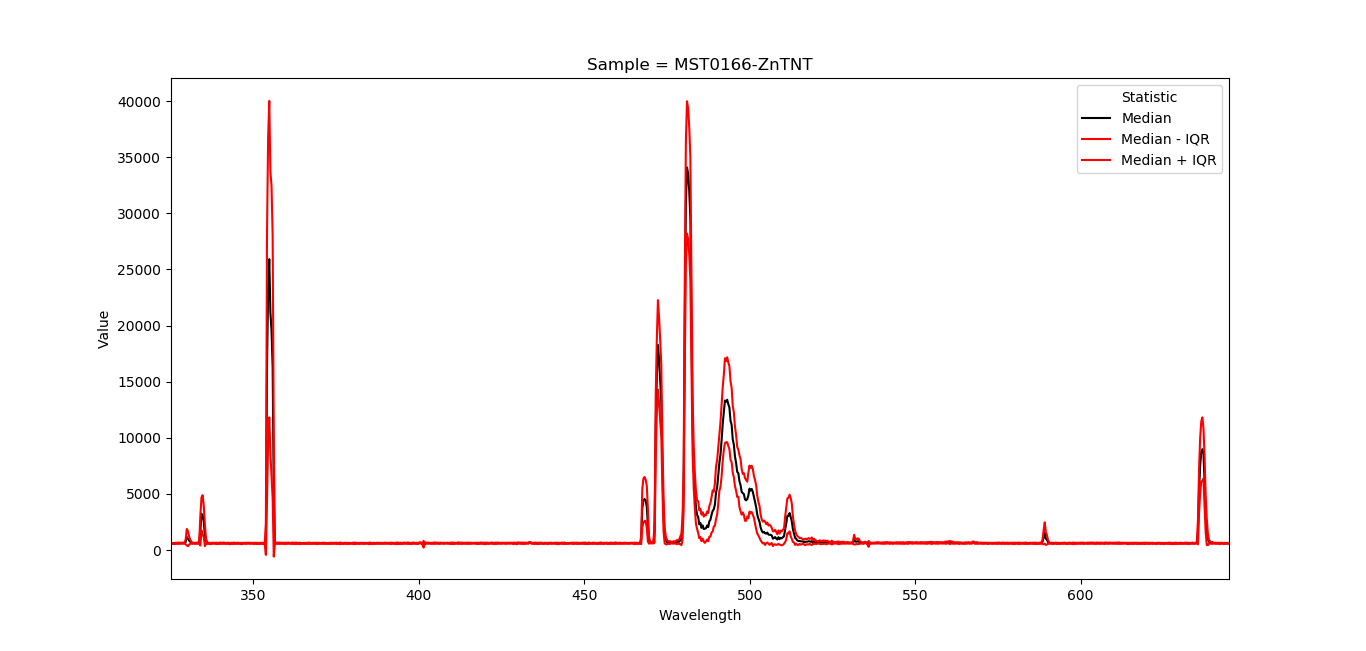 Sample = MST0166-ZnTNT
Statistic
Median
Median - IQR
Median + IQR
Value
40000
35000
30000
25000
20000
15000
10000
5000
0
350
400
450
500
550
600
Wavelength